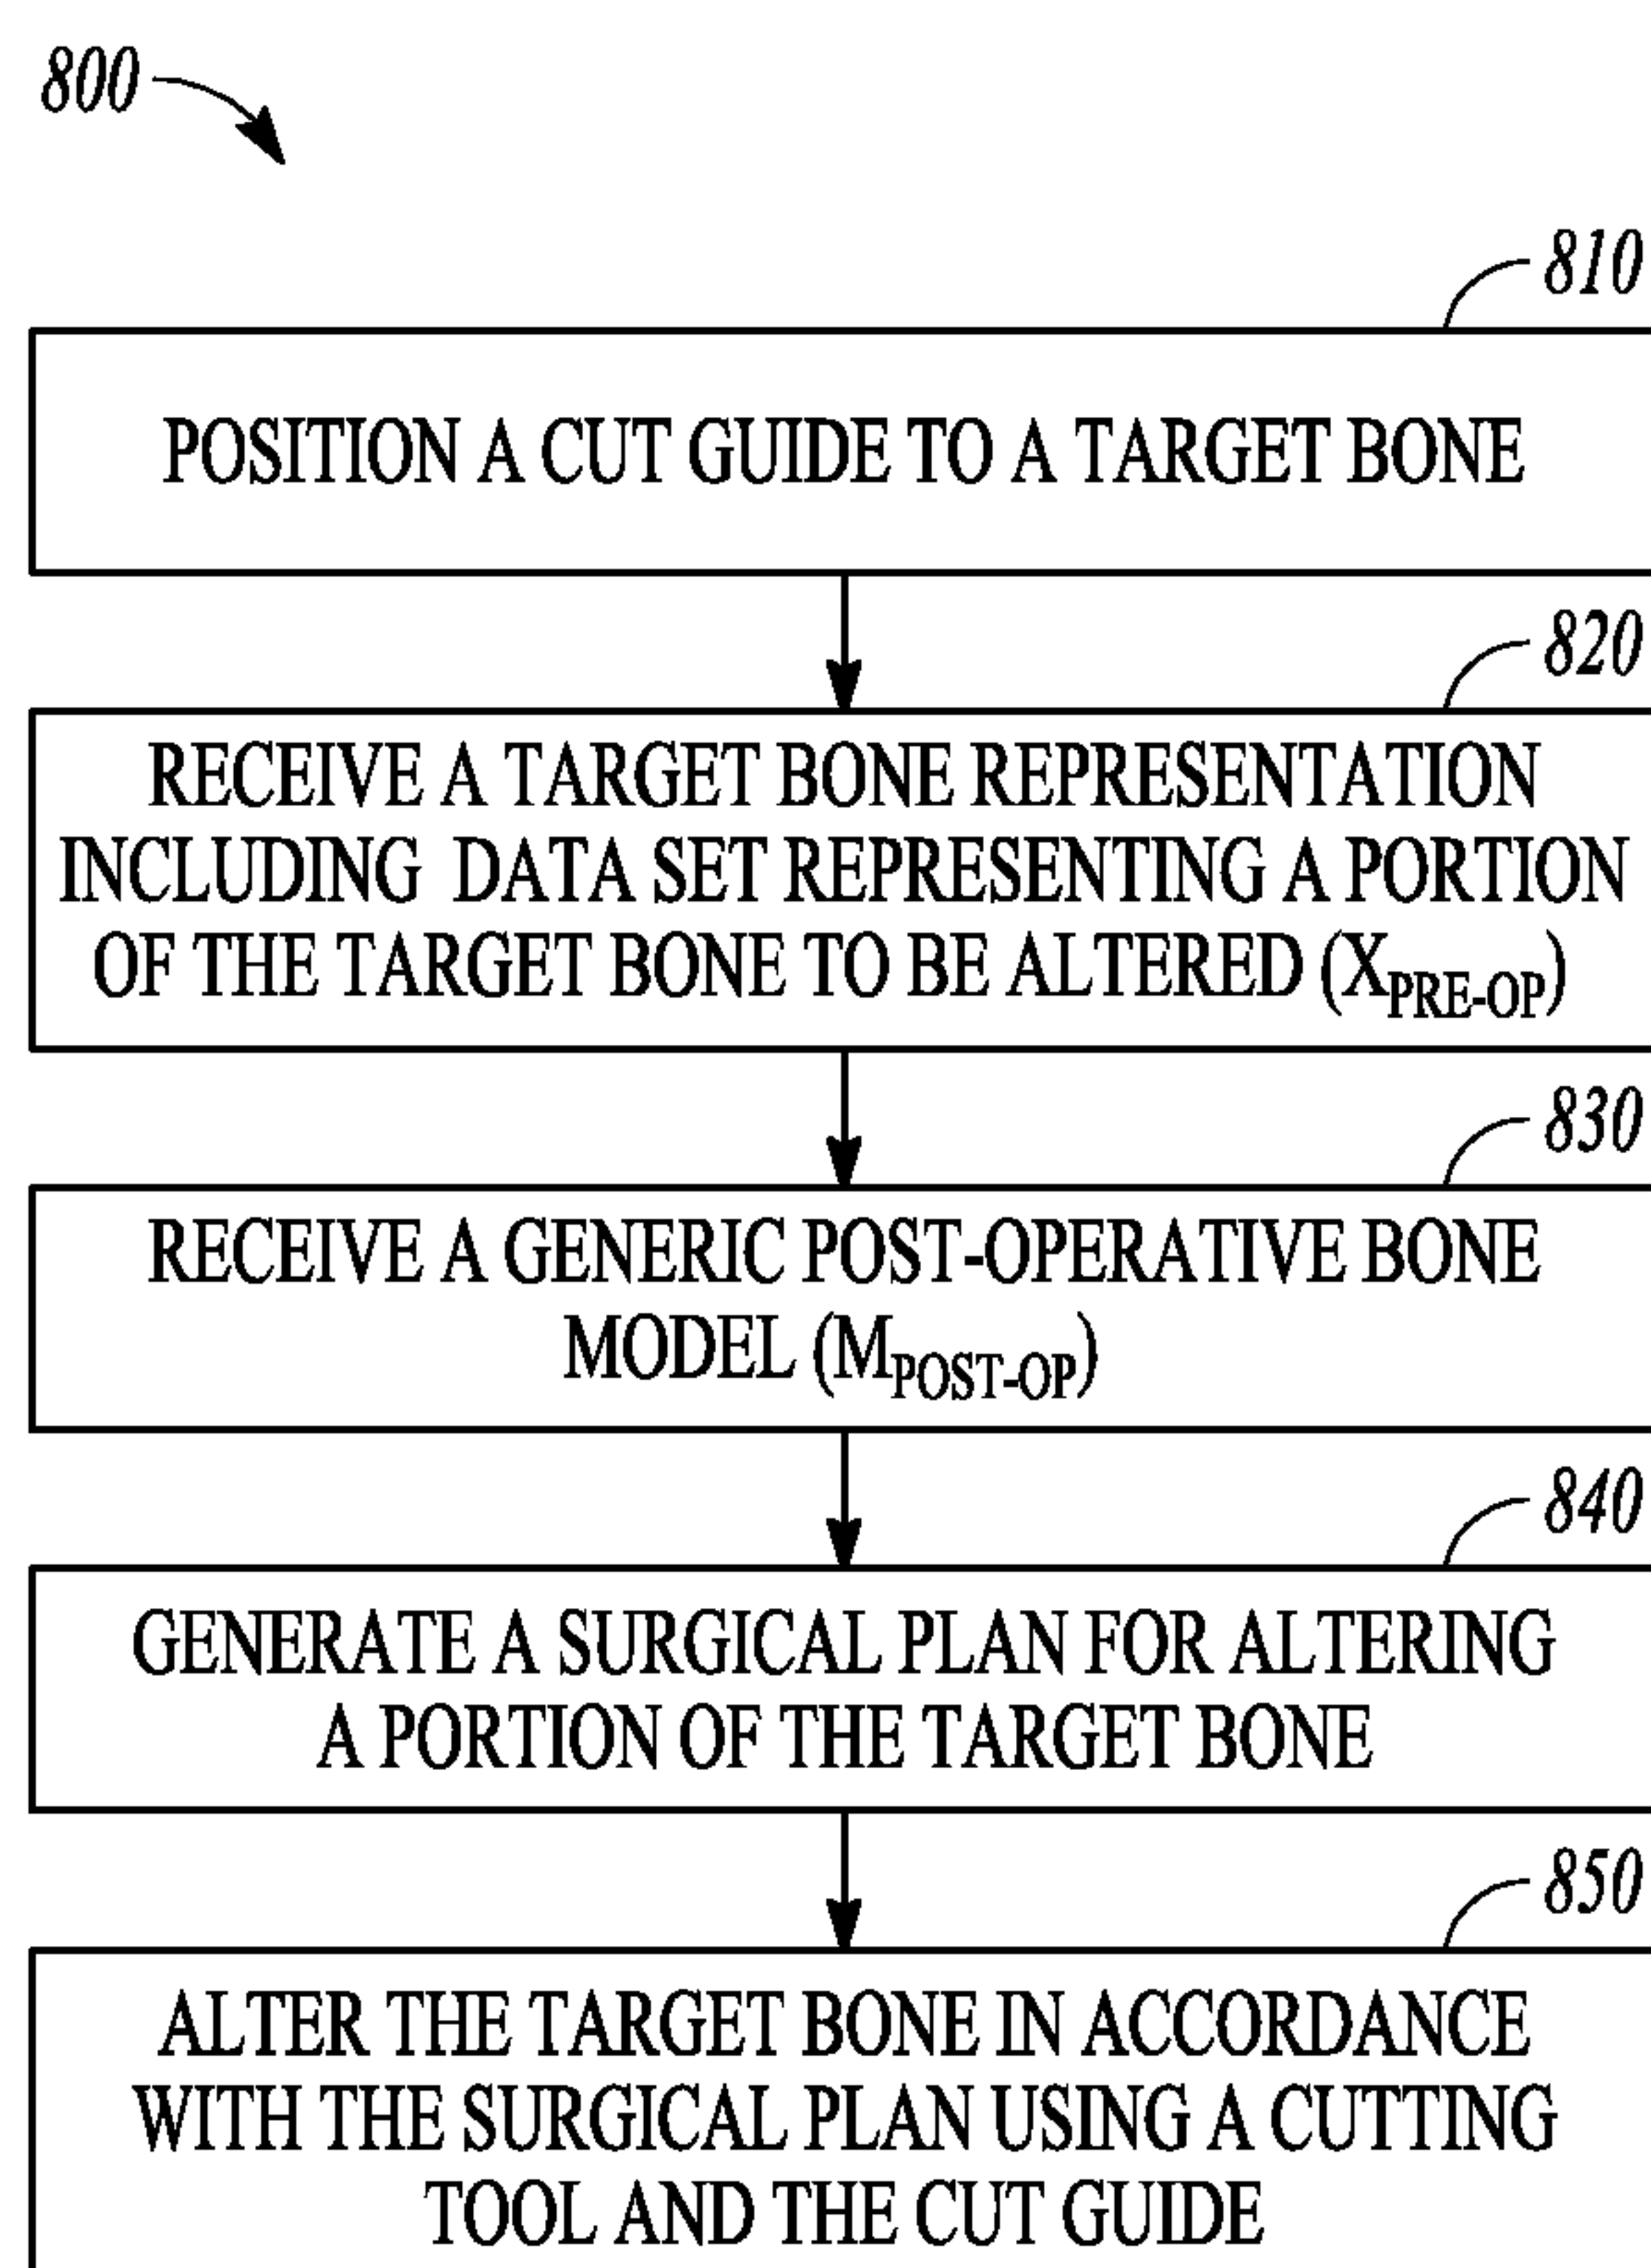 800
810
POSITION A CUT GUIDE TO A TARGET BONE
820
RECEIVE A TARGET BONE REPRESENTATION
INCLUDING DATA SET REPRESENTING A PORTION
OF THE TARGET BONE TO BE ALTERED (XPRE-OP)
830
RECEIVE A GENERIC POST-OPERATIVE BONE
MODEL (MPOST-OP)
840
GENERATE A SURGICAL PLAN FOR ALTERING
A PORTION OF THE TARGET BONE
850
ALTER THE TARGET BONE IN ACCORDANCE
WITH THE SURGICAL PLAN USING A CUTTING
TOOL AND THE CUT GUIDE